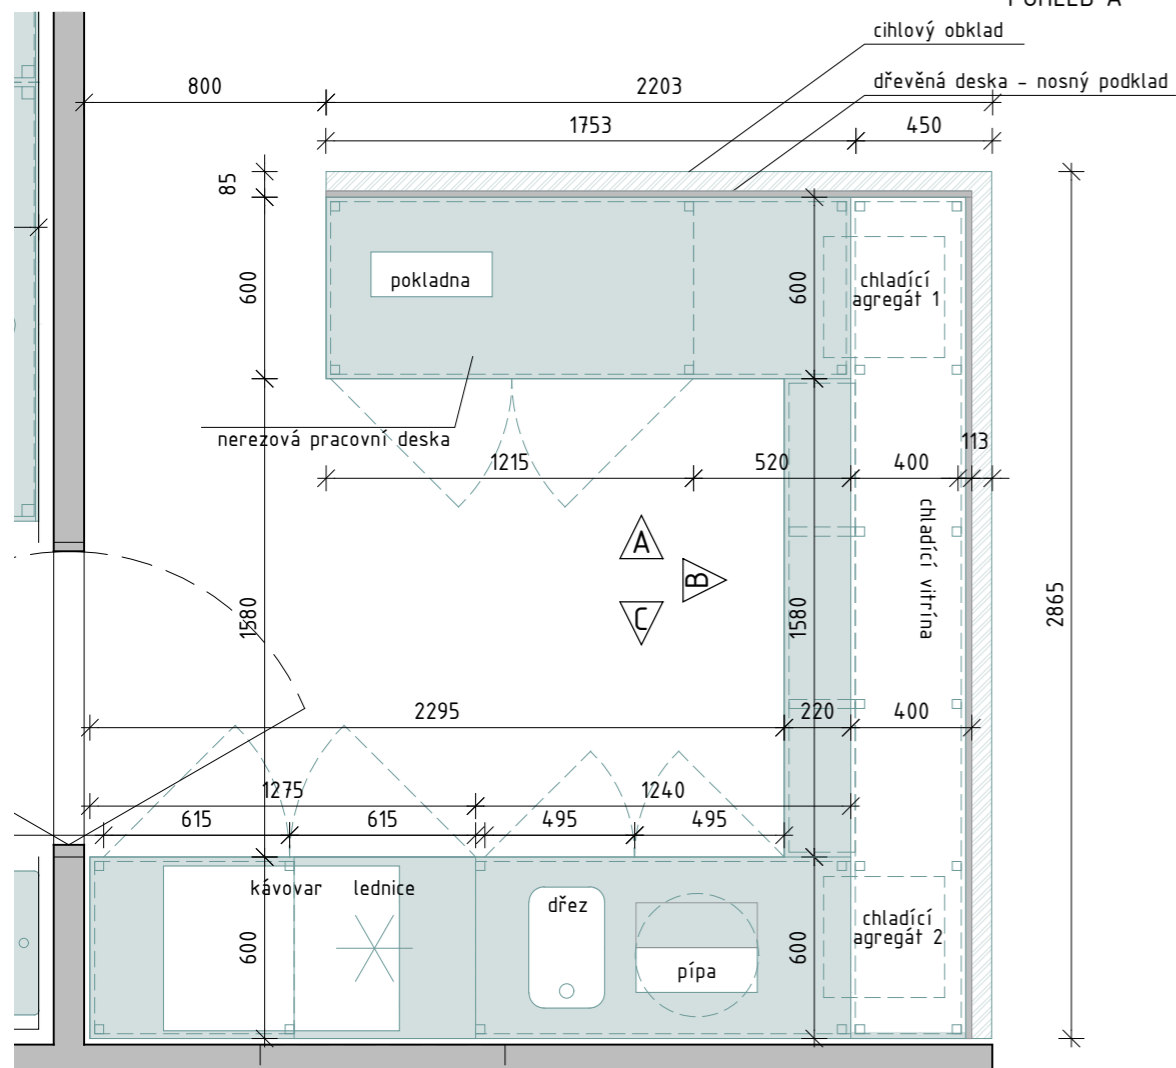 POHLED A
cihlový obklad
dřevěná deska - nosný podklad
800
2203
1753
450
85
600
pokladna
600
chladící
agregát 1
nerezová pracovní deska
1215
520
400
113
A
B
C
chladící vitrína
1580
1580
2865
2295
220
400
1275
1240
615
615
495
495
kávovar
lednice
dřez
pípa
600
600
chladící
agregát 2